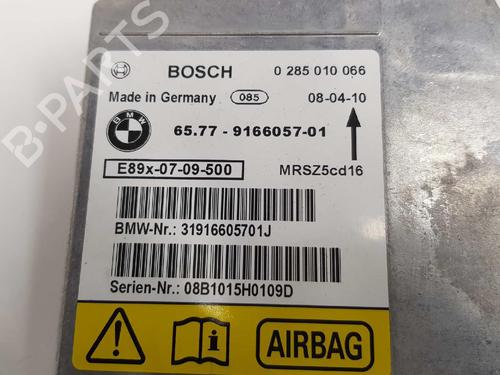 BOSCH 0 285 010 066
Made in Germany 085 08-04-10
BMW 65.77 - 9166057-01
E89x-07-09-500 MRSZ5cd16
BMW-Nr.: 31916605701J
Serien-Nr.: 08B1015H0109D
AIRBAG
B-PARTS